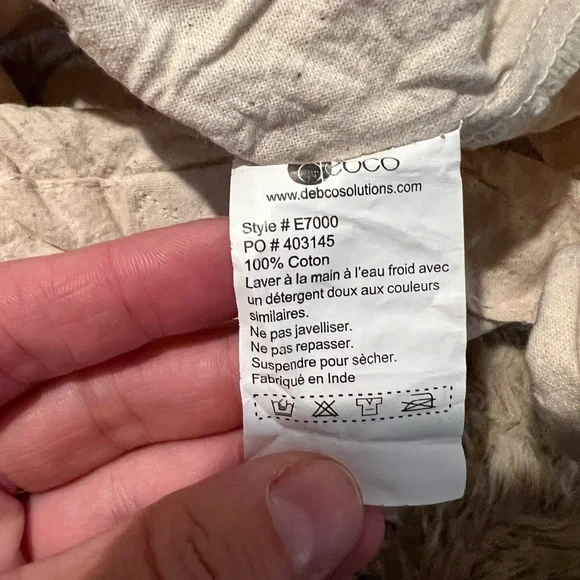 debco
www.debcosolutions.com
Style # E7000
PO # 403145
100% Coton
Laver à la main à l'eau froid avec
un détergent doux aux couleurs
similaires.
Ne pas javelliser.
Ne pas repasser.
Suspendre pour sècher.
Fabriqué en Inde